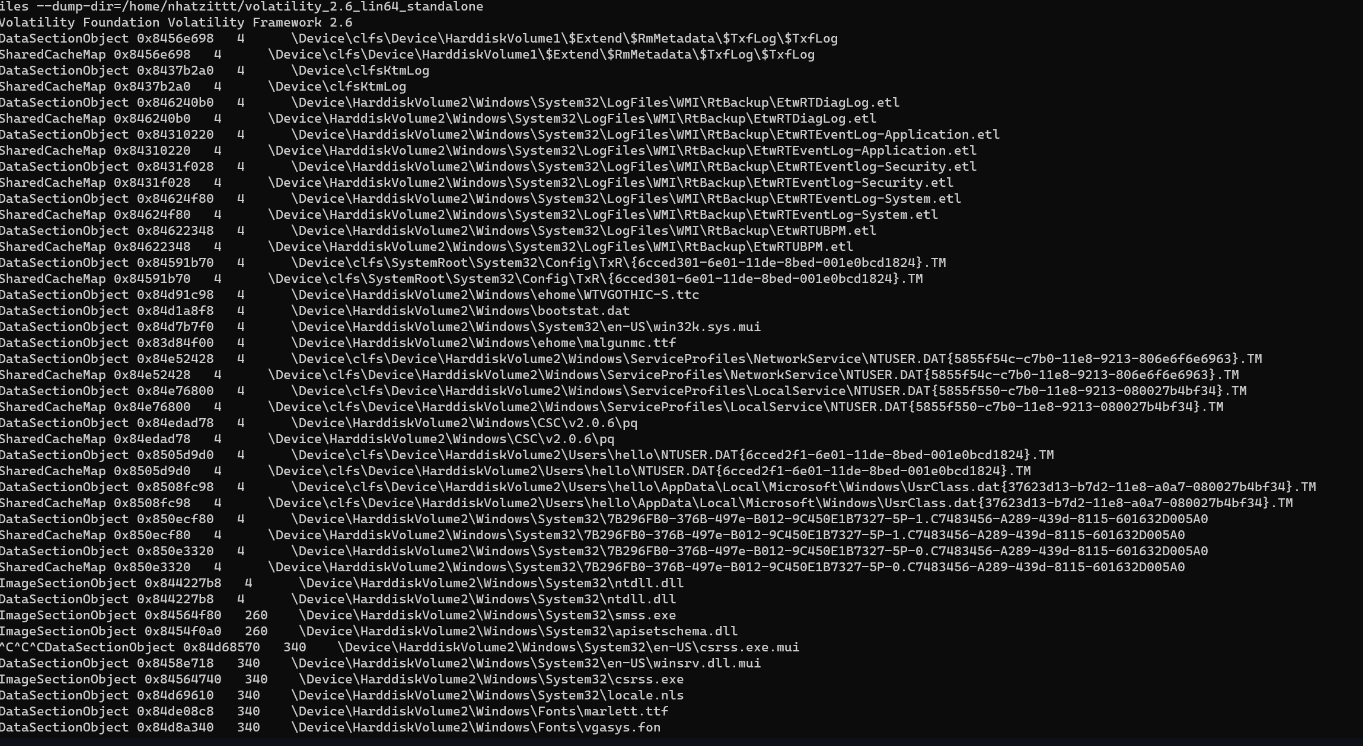 iles --dump-dir=/home/nhatzittt/volatility_2.6_lin64_standalone
Volatility Foundation Volatility Framework 2.6
DataSectionObject 0x8456e698   4      \Device\clfs\Device\HarddiskVolume1\$Extend\$RmMetadata\$TxfLog\$TxfLog
SharedCacheMap 0x8456e698   4      \Device\clfs\Device\HarddiskVolume1\$Extend\$RmMetadata\$TxfLog\$TxfLog
DataSectionObject 0x8437b2a0   4      \Device\clfsKtmLog
SharedCacheMap 0x8437b2a0   4      \Device\clfsKtmLog
DataSectionObject 0x846240b0   4      \Device\HarddiskVolume2\Windows\System32\LogFiles\WMI\RtBackup\EtwRTDiagLog.etl
SharedCacheMap 0x846240b0   4      \Device\HarddiskVolume2\Windows\System32\LogFiles\WMI\RtBackup\EtwRTDiagLog.etl
DataSectionObject 0x84310220   4      \Device\HarddiskVolume2\Windows\System32\LogFiles\WMI\RtBackup\EtwRTEventLog-Application.etl
SharedCacheMap 0x84310220   4      \Device\HarddiskVolume2\Windows\System32\LogFiles\WMI\RtBackup\EtwRTEventLog-Application.etl
DataSectionObject 0x8431f028   4      \Device\HarddiskVolume2\Windows\System32\LogFiles\WMI\RtBackup\EtwRTEventlog-Security.etl
SharedCacheMap 0x8431f028   4      \Device\HarddiskVolume2\Windows\System32\LogFiles\WMI\RtBackup\EtwRTEventlog-Security.etl
DataSectionObject 0x84624f80   4      \Device\HarddiskVolume2\Windows\System32\LogFiles\WMI\RtBackup\EtwRTEventLog-System.etl
SharedCacheMap 0x84624f80   4      \Device\HarddiskVolume2\Windows\System32\LogFiles\WMI\RtBackup\EtwRTEventLog-System.etl
DataSectionObject 0x84622348   4      \Device\HarddiskVolume2\Windows\System32\LogFiles\WMI\RtBackup\EtwRTUBPM.etl
SharedCacheMap 0x84622348   4      \Device\HarddiskVolume2\Windows\System32\LogFiles\WMI\RtBackup\EtwRTUBPM.etl
DataSectionObject 0x84591b70   4      \Device\clfs\SystemRoot\System32\Config\TxR\{6cced301-6e01-11de-8bed-001e0bcd1824}.TM
SharedCacheMap 0x84591b70   4      \Device\clfs\SystemRoot\System32\Config\TxR\{6cced301-6e01-11de-8bed-001e0bcd1824}.TM
DataSectionObject 0x84d91c98   4      \Device\HarddiskVolume2\Windows\ehome\WTVGOTHIC-S.ttc
DataSectionObject 0x84d1a8f8   4      \Device\HarddiskVolume2\Windows\bootstat.dat
DataSectionObject 0x84d7b7f0   4      \Device\HarddiskVolume2\Windows\System32\en-US\win32k.sys.mui
DataSectionObject 0x83d84f00   4      \Device\HarddiskVolume2\Windows\ehome\malgunmc.ttf
DataSectionObject 0x84e52428   4      \Device\clfs\Device\HarddiskVolume2\Windows\ServiceProfiles\NetworkService\NTUSER.DAT{5855f54c-c7b0-11e8-9213-806e6f6e6963}.TM
SharedCacheMap 0x84e52428   4      \Device\clfs\Device\HarddiskVolume2\Windows\ServiceProfiles\NetworkService\NTUSER.DAT{5855f54c-c7b0-11e8-9213-806e6f6e6963}.TM
DataSectionObject 0x84e76800   4      \Device\clfs\Device\HarddiskVolume2\Windows\ServiceProfiles\LocalService\NTUSER.DAT{5855f550-c7b0-11e8-9213-080027b4bf34}.TM
SharedCacheMap 0x84e76800   4      \Device\clfs\Device\HarddiskVolume2\Windows\ServiceProfiles\LocalService\NTUSER.DAT{5855f550-c7b0-11e8-9213-080027b4bf34}.TM
DataSectionObject 0x84edad78   4      \Device\HarddiskVolume2\Windows\CSC\v2.0.6\pq
SharedCacheMap 0x84edad78   4      \Device\HarddiskVolume2\Windows\CSC\v2.0.6\pq
DataSectionObject 0x8505d9d0   4      \Device\clfs\Device\HarddiskVolume2\Users\hello\NTUSER.DAT{6cced2f1-6e01-11de-8bed-001e0bcd1824}.TM
SharedCacheMap 0x8505d9d0   4      \Device\clfs\Device\HarddiskVolume2\Users\hello\NTUSER.DAT{6cced2f1-6e01-11de-8bed-001e0bcd1824}.TM
DataSectionObject 0x8508fc98   4      \Device\clfs\Device\HarddiskVolume2\Users\hello\AppData\Local\Microsoft\Windows\UsrClass.dat{37623d13-b7d2-11e8-a0a7-080027b4bf34}.TM
SharedCacheMap 0x8508fc98   4      \Device\clfs\Device\HarddiskVolume2\Users\hello\AppData\Local\Microsoft\Windows\UsrClass.dat{37623d13-b7d2-11e8-a0a7-080027b4bf34}.TM
DataSectionObject 0x850ecf80   4      \Device\HarddiskVolume2\Windows\System32\7B296FB0-376B-497e-B012-9C450E1B7327-5P-1.C7483456-A289-439d-8115-601632D005A0
SharedCacheMap 0x850ecf80   4      \Device\HarddiskVolume2\Windows\System32\7B296FB0-376B-497e-B012-9C450E1B7327-5P-1.C7483456-A289-439d-8115-601632D005A0
DataSectionObject 0x850e3320   4      \Device\HarddiskVolume2\Windows\System32\7B296FB0-376B-497e-B012-9C450E1B7327-5P-0.C7483456-A289-439d-8115-601632D005A0
SharedCacheMap 0x850e3320   4      \Device\HarddiskVolume2\Windows\System32\7B296FB0-376B-497e-B012-9C450E1B7327-5P-0.C7483456-A289-439d-8115-601632D005A0
ImageSectionObject 0x844227b8   4      \Device\HarddiskVolume2\Windows\System32\ntdll.dll
DataSectionObject 0x844227b8   4      \Device\HarddiskVolume2\Windows\System32\ntdll.dll
ImageSectionObject 0x84564f80   260    \Device\HarddiskVolume2\Windows\System32\smss.exe
ImageSectionObject 0x8454f0a0   260    \Device\HarddiskVolume2\Windows\System32\apisetschema.dll
^C^C^CDataSectionObject 0x84d68570   340    \Device\HarddiskVolume2\Windows\System32\en-US\csrss.exe.mui
DataSectionObject 0x8458e718   340    \Device\HarddiskVolume2\Windows\System32\en-US\winsrv.dll.mui
ImageSectionObject 0x84564740   340    \Device\HarddiskVolume2\Windows\System32\csrss.exe
DataSectionObject 0x84d69610   340    \Device\HarddiskVolume2\Windows\System32\locale.nls
DataSectionObject 0x84de08c8   340    \Device\HarddiskVolume2\Windows\Fonts\marlett.ttf
DataSectionObject 0x84d8a340   340    \Device\HarddiskVolume2\Windows\Fonts\vgasys.fon